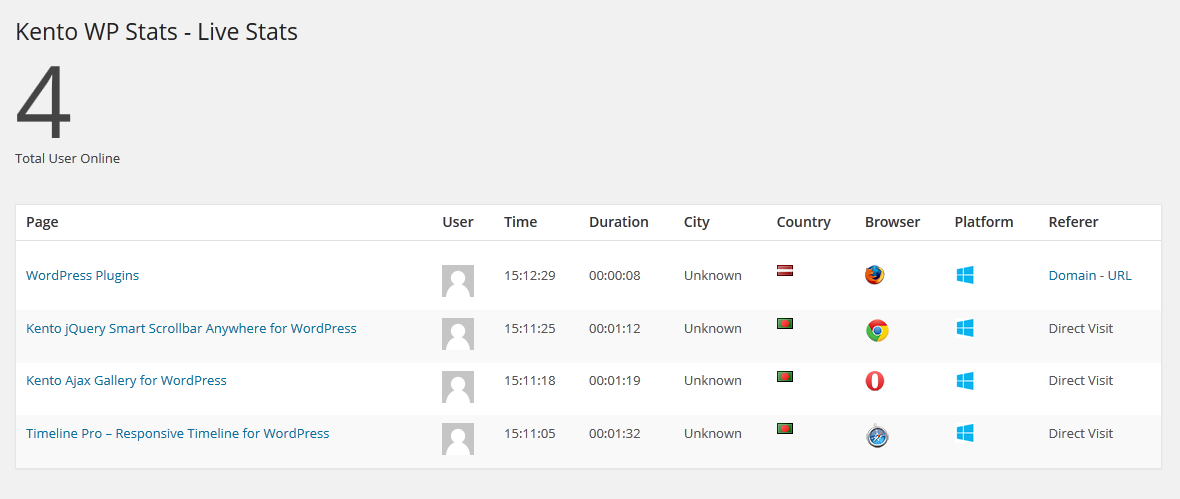 Kento WP Stats - Live Stats
4
Total User Online
Page User Time Duration City Country Browser Platform Referer
WordPress Plugins 15:12:29 00:00:08 Unknown Domain - URL
Kento jQuery Smart Scrollbar Anywhere for WordPress 15:11:25 00:01:12 Unknown Direct Visit
Kento Ajax Gallery for WordPress 15:11:18 00:01:19 Unknown Direct Visit
Timeline Pro – Responsive Timeline for WordPress 15:11:05 00:01:32 Unknown Direct Visit